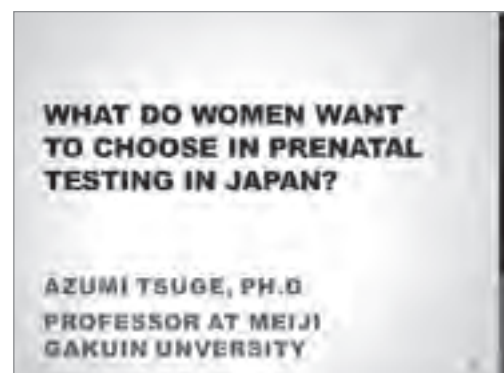 WHAT DO WOMEN WANT
TO CHOOSE IN PRENATAL
TESTING IN JAPAN?
AZUMI TSUGE, PH.D
PROFESSOR AT MEIJI
GAKUIN UNVERSITY